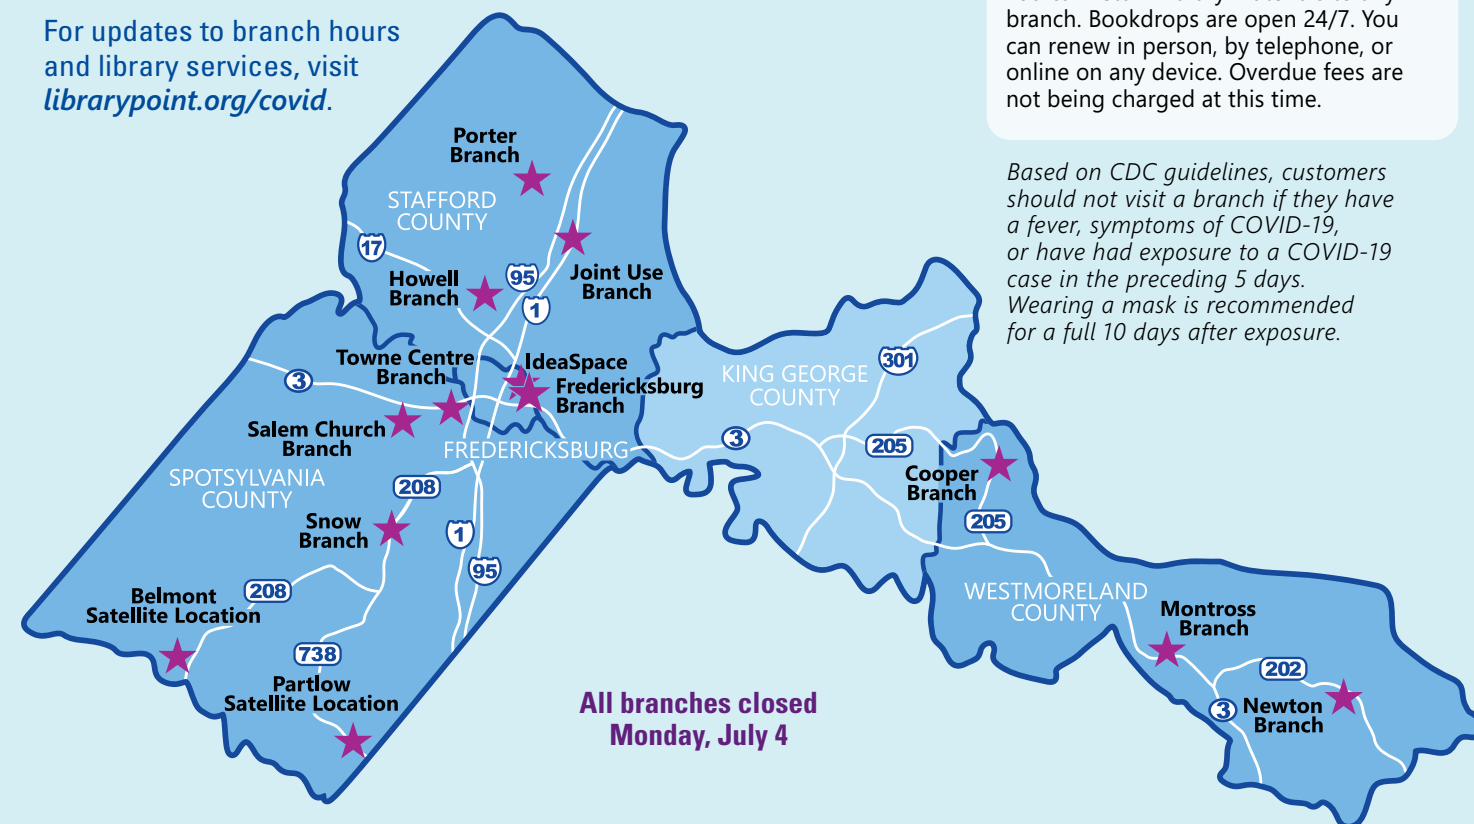 For updates to branch hours
and library services, visit
librarypoint.org/covid.
branch. Bookdrops are open 24/7. You
can renew in person, by telephone, or
online on any device. Overdue fees are
not being charged at this time.
Based on CDC guidelines, customers
should not visit a branch if they have
a fever, symptoms of COVID-19,
or have had exposure to a COVID-19
case in the preceding 5 days.
Wearing a mask is recommended
for a full 10 days after exposure.
Porter
Branch
STAFFORD
COUNTY
17
Howell
Branch
95
Joint Use
Branch
1
Towne Centre
Branch
IdeaSpace
Fredericksburg
Branch
3
Salem Church
Branch
FREDERICKSBURG
KING GEORGE
COUNTY
301
3
205
Cooper
Branch
205
SPOTSYLVANIA
COUNTY
208
Snow
Branch
1
95
208
Belmont
Satellite Location
738
Partlow
Satellite Location
WESTMORELAND
COUNTY
Montross
Branch
202
3
Newton
Branch
All branches closed
Monday, July 4